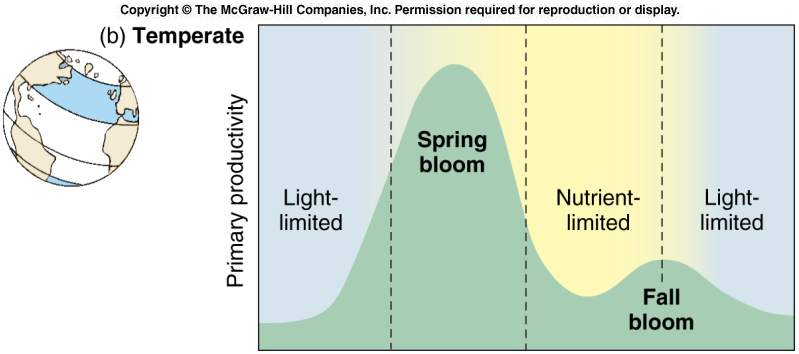 Copyright © The McGraw-Hill Companies, Inc. Permission required for reproduction or display.
(b) Temperate
Primary productivity
Light-
limited
Spring
bloom
Nutrient-
limited
Light-
limited
Fall
bloom